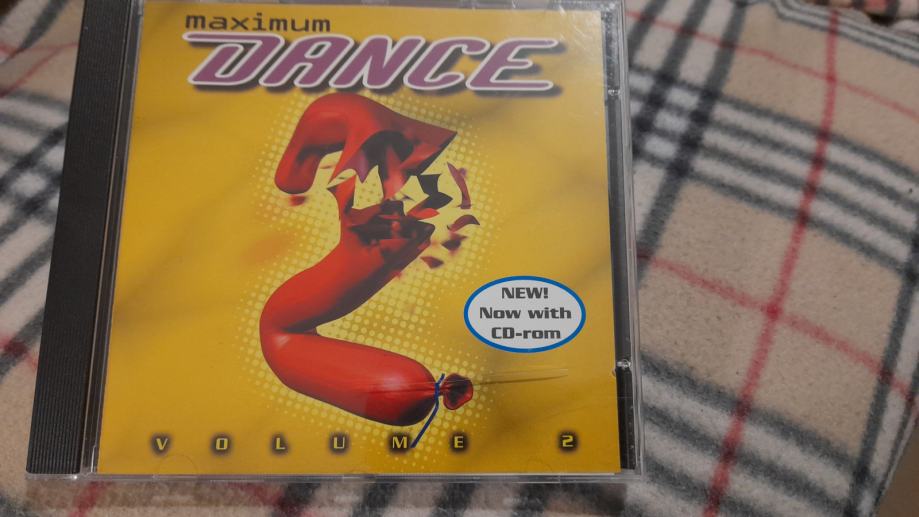 maximum
DANCE
NEW!
Now with
CD-rom
VOLUME 2